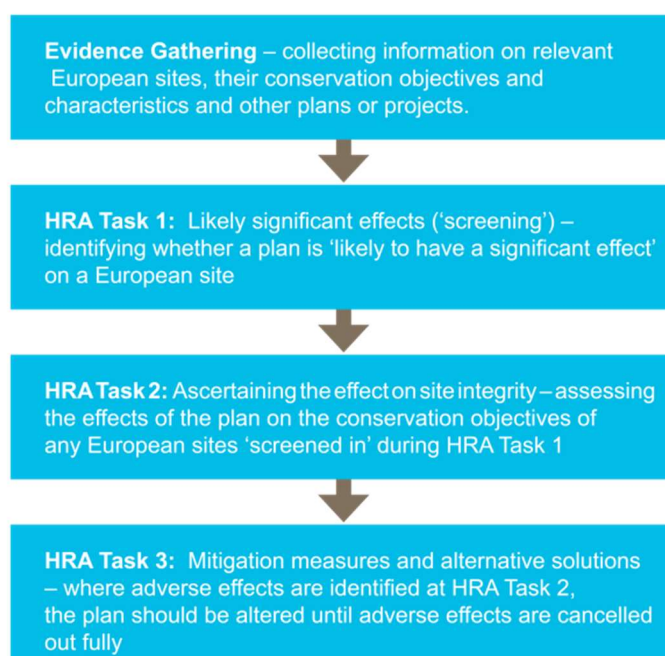 Evidence Gathering – collecting information on relevant
European sites, their conservation objectives and
characteristics and other plans or projects.
HRA Task 1: Likely significant effects (‘screening’) –
identifying whether a plan is ‘likely to have a significant effect’
on a European site
HRA Task 2: Ascertaining the effect on site integrity – assessing
the effects of the plan on the conservation objectives of
any European sites ‘screened in’ during HRA Task 1
HRA Task 3: Mitigation measures and alternative solutions
– where adverse effects are identified at HRA Task 2,
the plan should be altered until adverse effects are cancelled
out fully